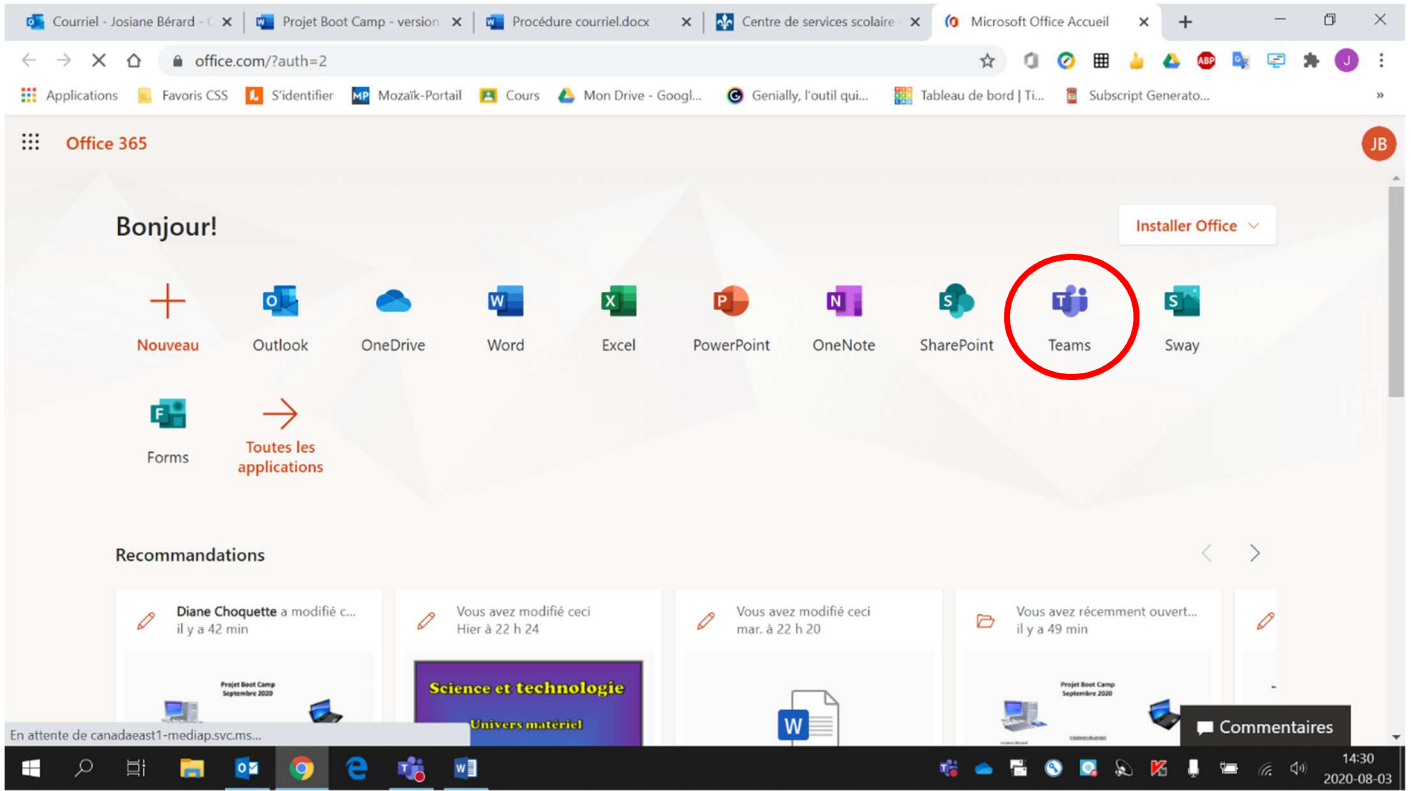 Courriel - Josiane Bérard - 
Projet Boot Camp - version
Procédure courriel.docx
Centre de services scolaire
Microsoft Office Accueil
office.com/?auth=2
ABP
J
Applications
Favoris CSS
S'identifier
MP Mozaïk-Portail
Cours
Mon Drive - Googl...
Genially, l'outil qui...
Tableau de bord | Ti...
Subscript Generato...
»
Office 365
JB
Bonjour!
Installer Office
Nouveau
Outlook
OneDrive
Word
Excel
PowerPoint
OneNote
SharePoint
Teams
Sway
Forms
Toutes les
applications
Recommandations
Diane Choquette a modifié c...
il y a 42 min
Vous avez modifié ceci
Hier à 22 h 24
Vous avez modifié ceci
mar. à 22 h 20
Vous avez récemment ouvert...
il y a 49 min
Projet Boot Camp
Septembre 2020
Science et technologie
Univers matériel
W
Projet Boot Camp
Septembre 2020
Commentaires
En attente de canadaeast1-mediap.svc.ms...
14:30
2020-08-03